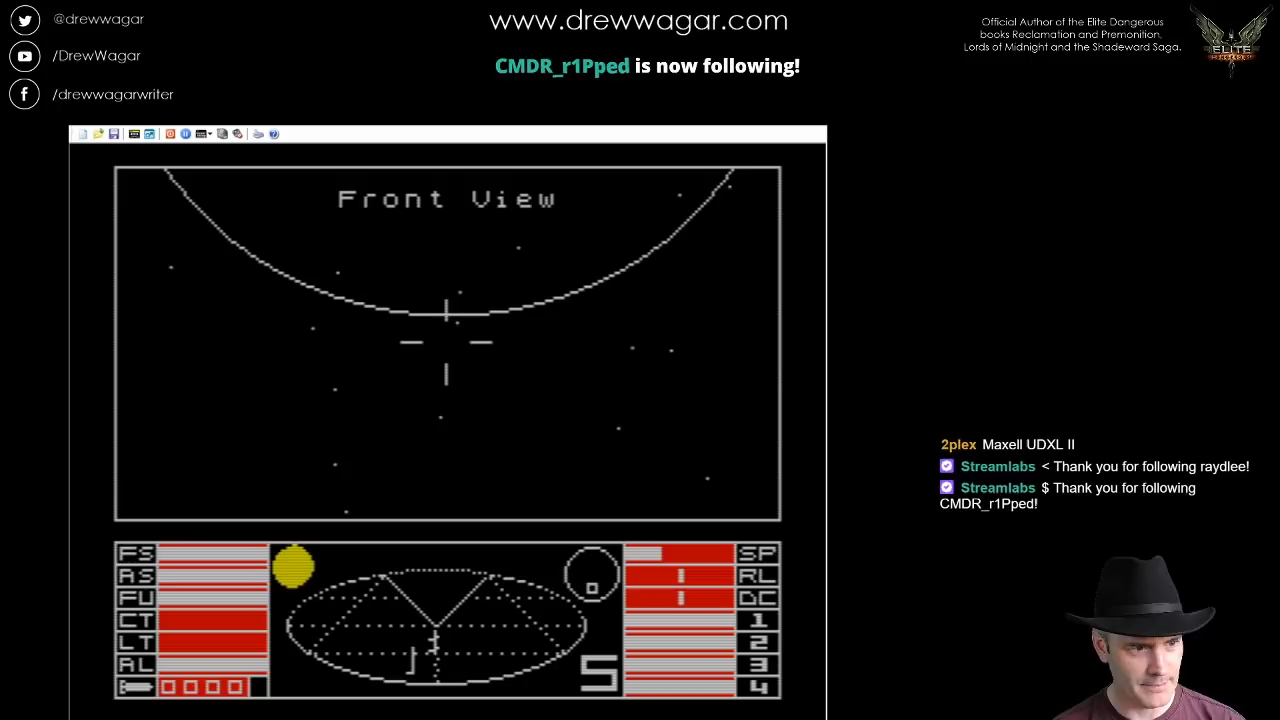 @drewwagar
/DrewWagar
/drewwagarwriter
www.drewwagar.com
CMDR_r1Pped is now following!
Official Author of the Elite Dangerous
books Reclamation and Premonition.
Lords of Midnight and the Shadeward Saga.
ELITE
Front View
FS
AS
FU
CT
LT
AL
S
SP
RL
DC
1
2
3
4
2plex Maxell UDXL II
Streamlabs < Thank you for following raydlee!
Streamlabs $ Thank you for following
CMDR_r1Pped!